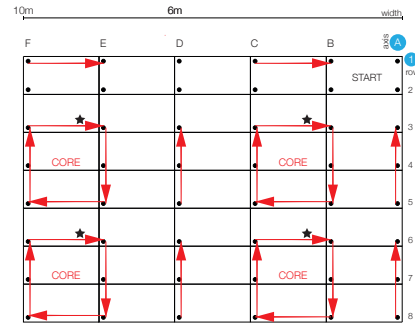 10m 6m width
F E D C B axis A
1
START row
2
3
CORE CORE 4
5
6
CORE CORE 7
8